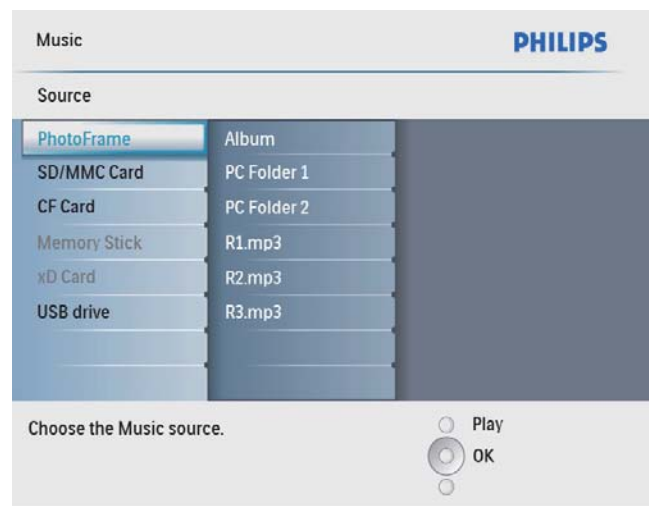 Music
PHILIPS
Source
PhotoFrame
Album
SD/MMC Card
PC Folder 1
CF Card
PC Folder 2
Memory Stick
R1.mp3
xD Card
R2.mp3
USB drive
R3.mp3
Choose the Music source.
Play
OK